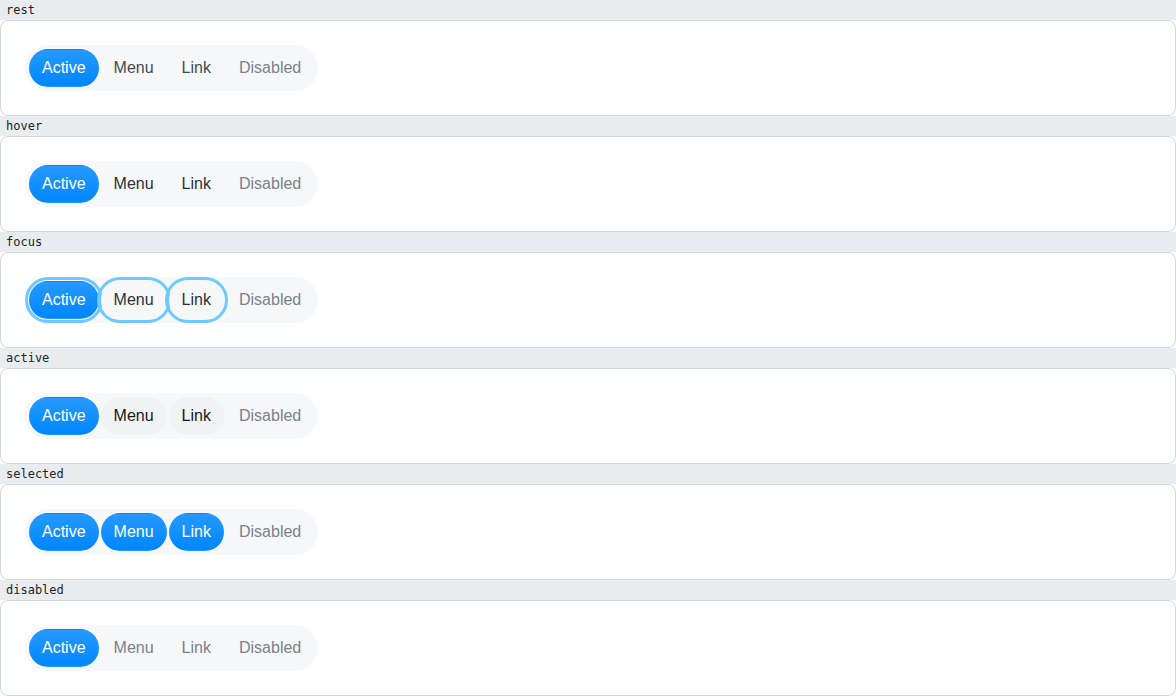 rest
Active Menu Link Disabled
hover
Active Menu Link Disabled
focus
Active Menu Link Disabled
active
Active Menu Link Disabled
selected
Active Menu Link Disabled
disabled
Active Menu Link Disabled